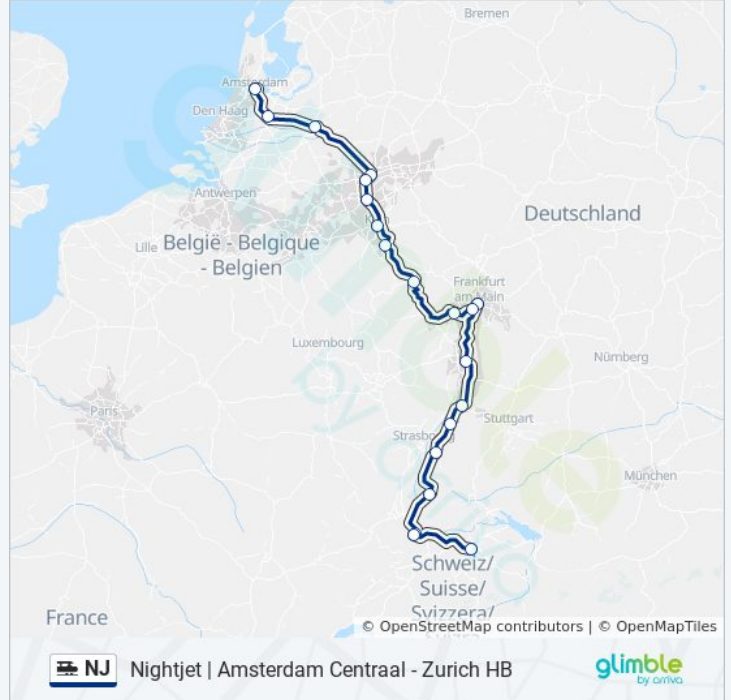 Bremen
Amsterdam
Den Haag
Antwerpen
Deutschland
Lille
België - Belgique
- Belgien
Frankfurt
am Main
Luxembourg
Nürnberg
Paris
Stuttgart
München
Schweiz/
Suisse/
Svizzera/
France
© OpenStreetMap contributors | © OpenMapTiles
NJ
Nightjet | Amsterdam Centraal - Zurich HB
glimble
by arriva